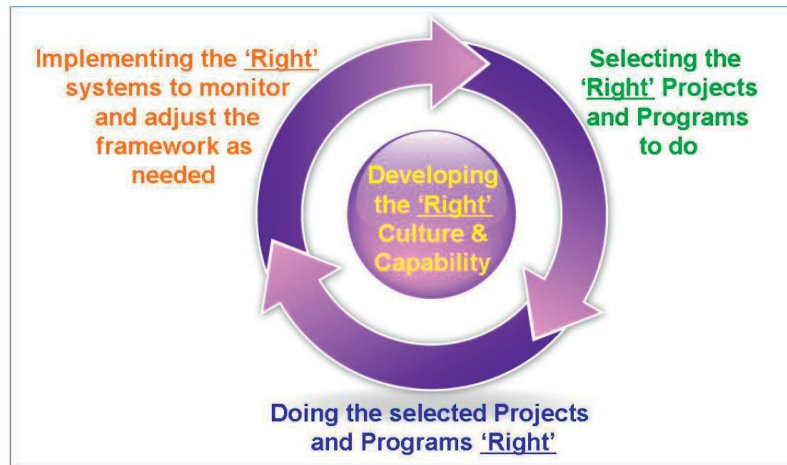 Implementing the ‘Right’
systems to monitor
and adjust the
framework as
needed
Selecting the
‘Right’ Projects
and Programs
to do
Developing
the ‘Right’
Culture &
Capability
Doing the selected Projects
and Programs ‘Right’